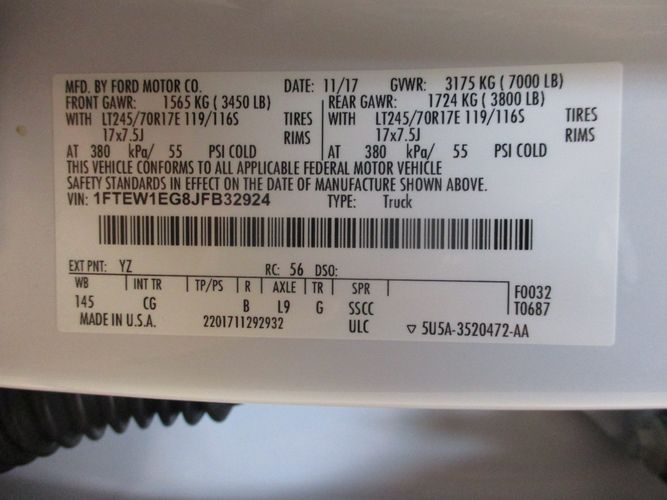 MFD. BY FORD MOTOR CO. DATE: 11/17 GVWR: 3175 KG ( 7000 LB)
FRONT GAWR: 1565 KG ( 3450 LB) REAR GAWR: 1724 KG ( 3800 LB)
WITH LT245/70R17E 119/116S TIRES WITH LT245/70R17E 119/116S TIRES
17x7.5J RIMS 17x7.5J RIMS
AT 380 kPa/ 55 PSI COLD AT 380 kPa/ 55 PSI COLD
THIS VEHICLE CONFORMS TO ALL APPLICABLE FEDERAL MOTOR VEHICLE
SAFETY STANDARDS IN EFFECT ON THE DATE OF MANUFACTURE SHOWN ABOVE.
VIN: 1FTEW1EG8JFB32924 TYPE: Truck
EXT PNT: YZ RC: 56 DSO:
WB INT TR TP/PS R AXLE TR SPR F0032
145 CG B L9 G SSCC T0687
MADE IN U.S.A. 2201711292932 ULC ▽ 5U5A-3520472-AA